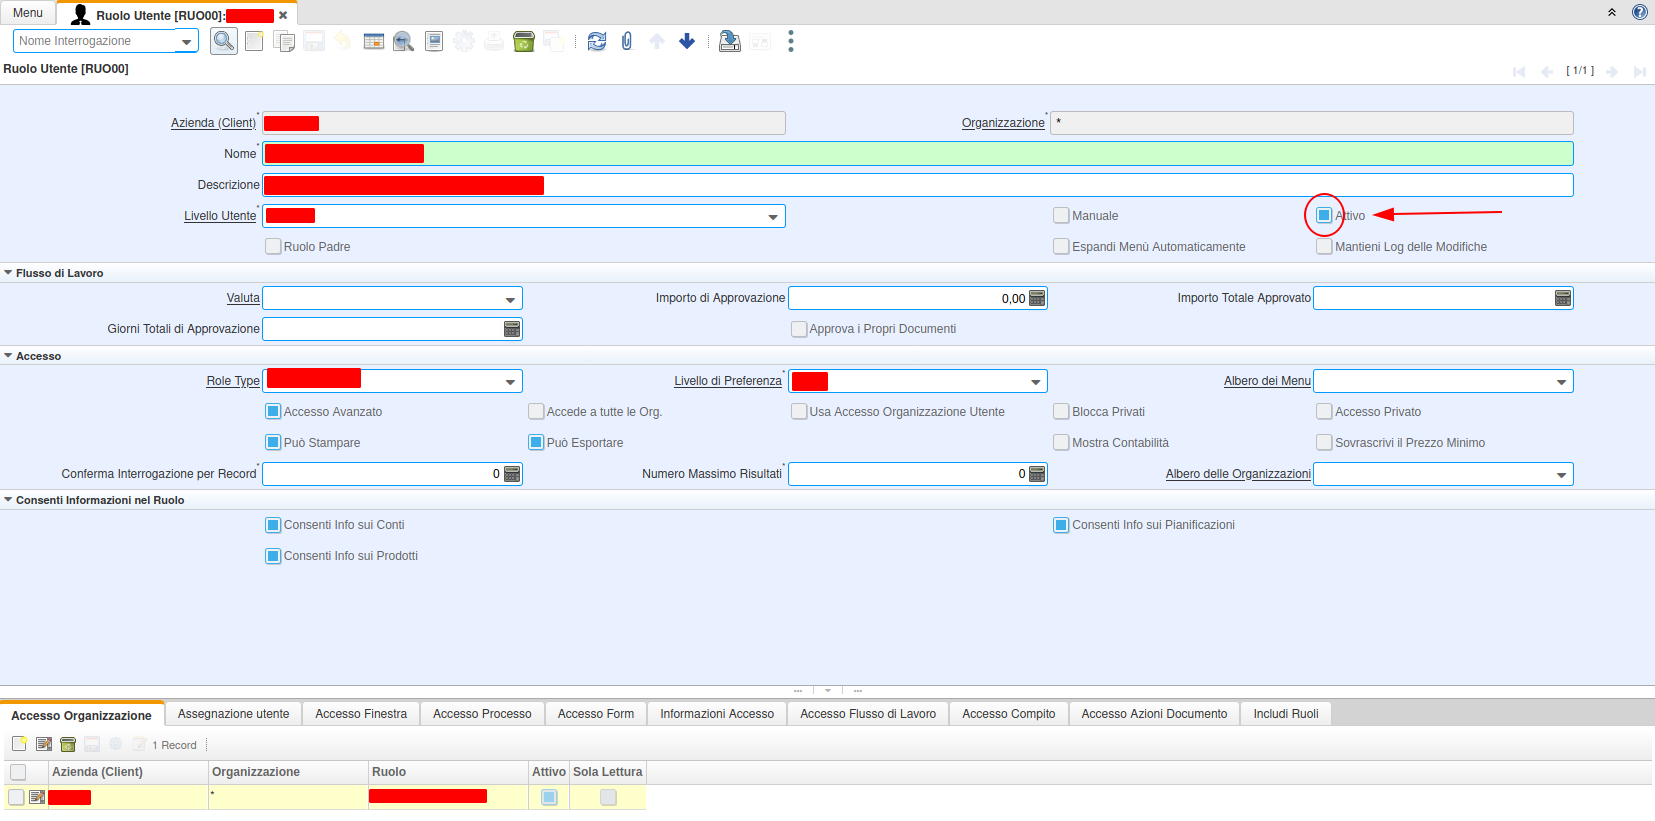 Menu
Ruolo Utente [RUO00]:
Nome Interrogazione
Ruolo Utente [RUO00]
[ 1/1 ]
Azienda (Client)*
Organizzazione* *
Nome*
Descrizione
Livello Utente*
Manuale
Attivo
Ruolo Padre
Espandi Menù Automaticamente
Mantieni Log delle Modifiche
Flusso di Lavoro
Valuta
Importo di Approvazione 0,00
Importo Totale Approvato
Giorni Totali di Approvazione
Approva i Propri Documenti
Accesso
Role Type
Livello di Preferenza*
Albero dei Menu
Accesso Avanzato
Accede a tutte le Org.
Usa Accesso Organizzazione Utente
Blocca Privati
Accesso Privato
Può Stampare
Può Esportare
Mostra Contabilità
Sovrascrivi il Prezzo Minimo
Conferma Interrogazione per Record* 0
Numero Massimo Risultati* 0
Albero delle Organizzazioni
Consenti Informazioni nel Ruolo
Consenti Info sui Conti
Consenti Info sui Pianificazioni
Consenti Info sui Prodotti
Accesso Organizzazione
Assegnazione utente
Accesso Finestra
Accesso Processo
Accesso Form
Informazioni Accesso
Accesso Flusso di Lavoro
Accesso Compito
Accesso Azioni Documento
Includi Ruoli
1 Record
Azienda (Client) Organizzazione Ruolo Attivo Sola Lettura
*